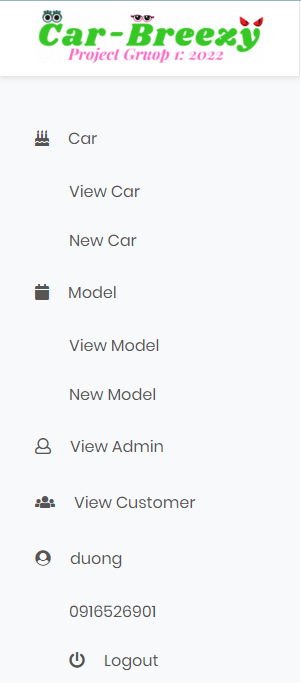 Car-Breezy
Project Gruop 1: 2022
Car
View Car
New Car
Model
View Model
New Model
View Admin
View Customer
duong
0916526901
Logout